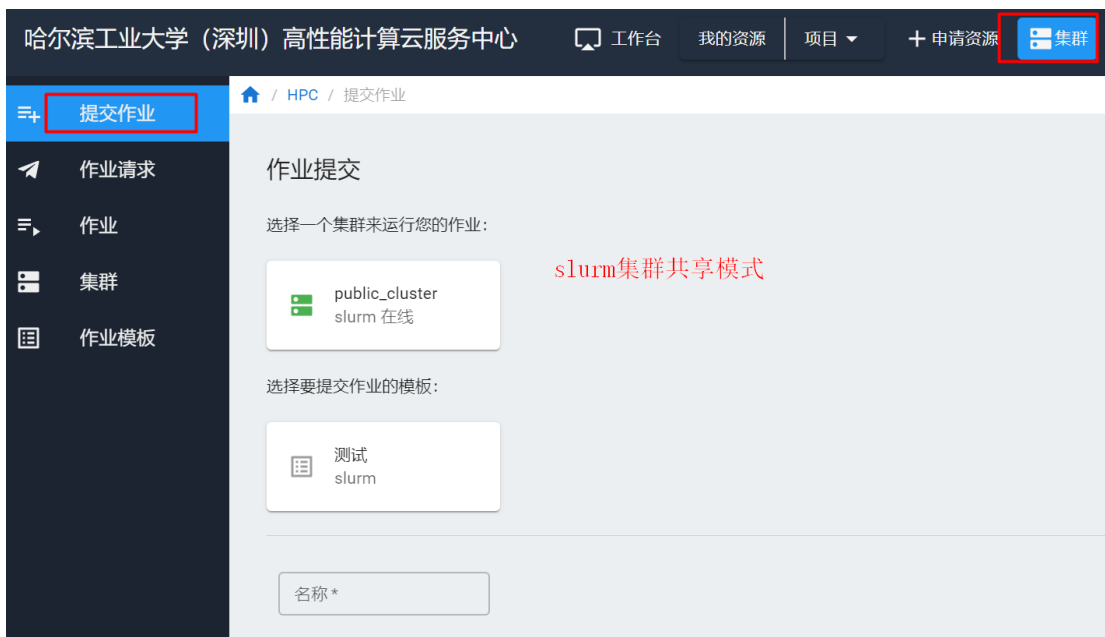 哈尔滨工业大学（深圳）高性能计算云服务中心 工作台 我的资源 项目 申请资源 集群
提交作业
作业请求
作业
集群
作业模板
/ HPC / 提交作业
作业提交
选择一个集群来运行您的作业:
slurm集群共享模式
public_cluster
slurm 在线
选择要提交作业的模板:
测试
slurm
名称*